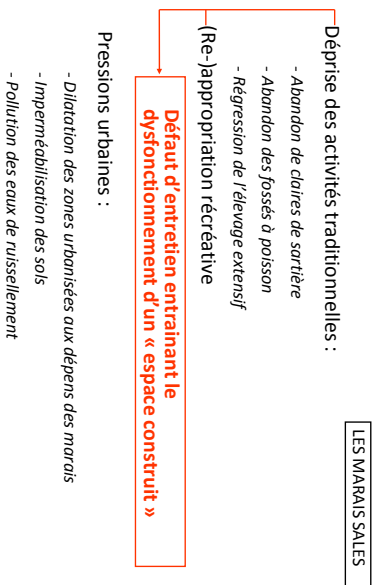 LES MARAIS SALES
Déprise des activités traditionnelles :
- Abandon de claires de sartière
- Abandon des fossés à poisson
- Régression de l'élevage extensif
(Re-)appropriation récréative
Défaut d'entretien entrainant le
dysfonctionnement d'un « espace construit »
Pressions urbaines :
- Dilatation des zones urbanisées aux dépens des marais
- Imperméabilisation des sols
- Pollution des eaux de ruissellement